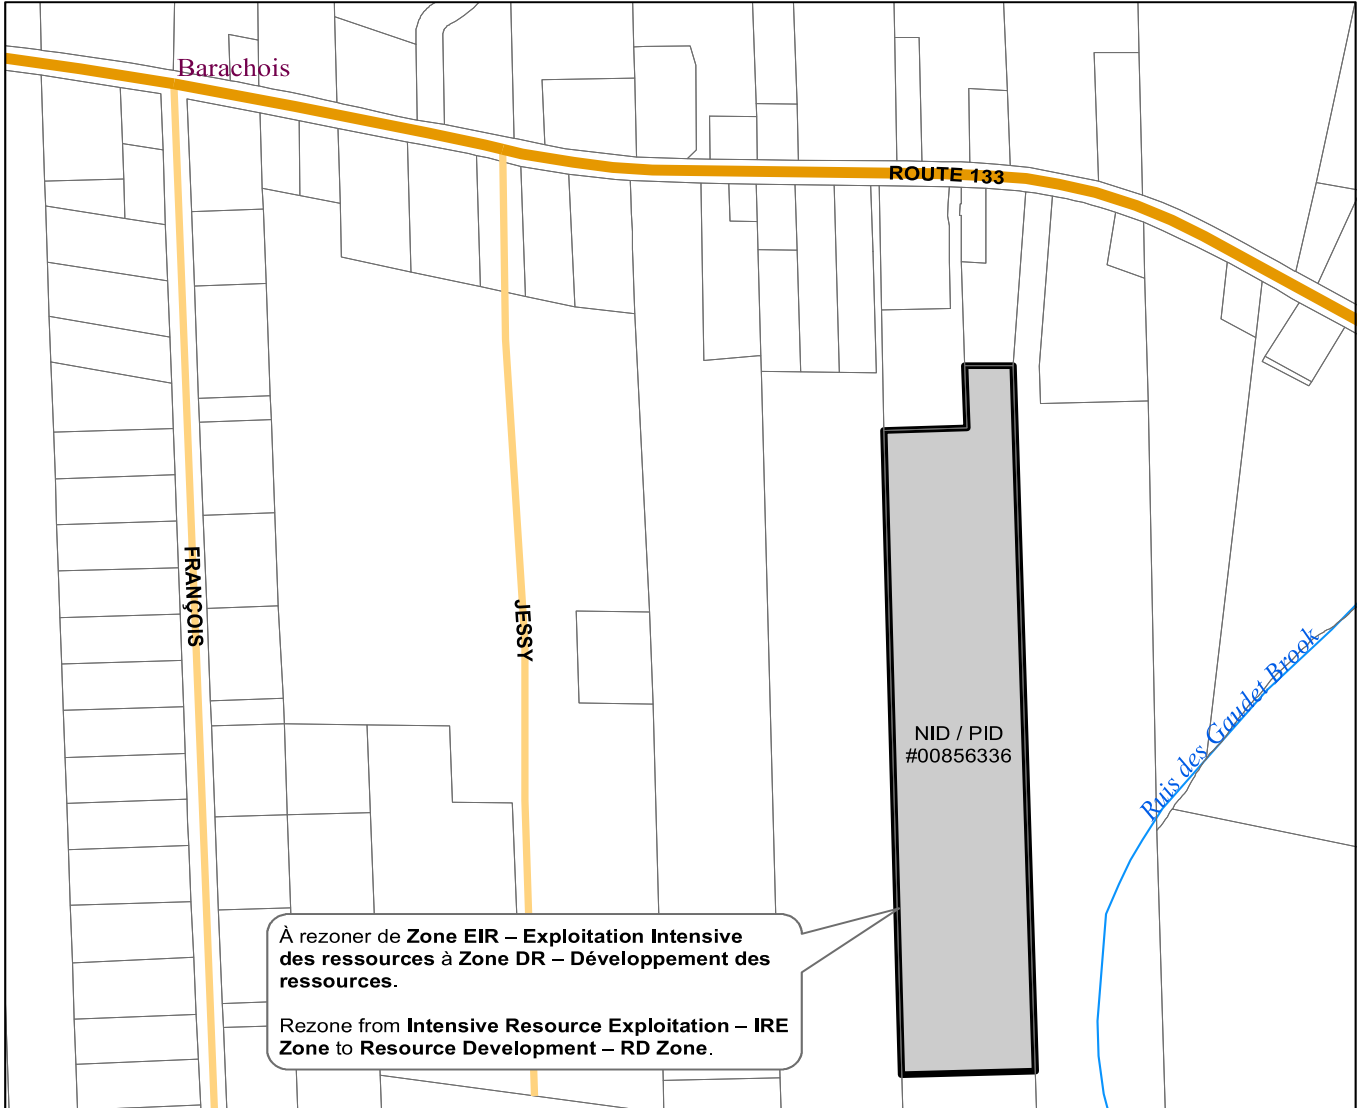 Barachois
ROUTE 133
FRANÇOIS
JESSY
NID / PID
#00856336
Ruis des Gaudet Brook
À rezoner de Zone EIR – Exploitation Intensive
des ressources à Zone DR – Développement des
ressources.
Rezone from Intensive Resource Exploitation – IRE
Zone to Resource Development – RD Zone.